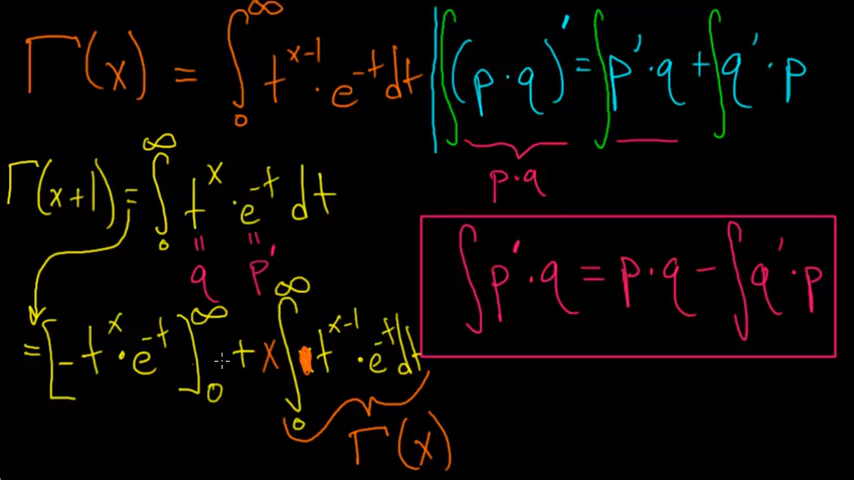 Γ(x) = ∫₀^∞ t^(x-1) · e^(-t) dt
Γ(x+1) = ∫₀^∞ t^x · e^(-t) dt
"q "p'
= [-t^x · e^(-t)]₀^∞ + x ∫₀^∞ t^(x-1) · e^(-t) dt
Γ(x)
∫(p·q)' = ∫p'·q + ∫q'·p
p·q
∫p'·q = p·q - ∫q'·p